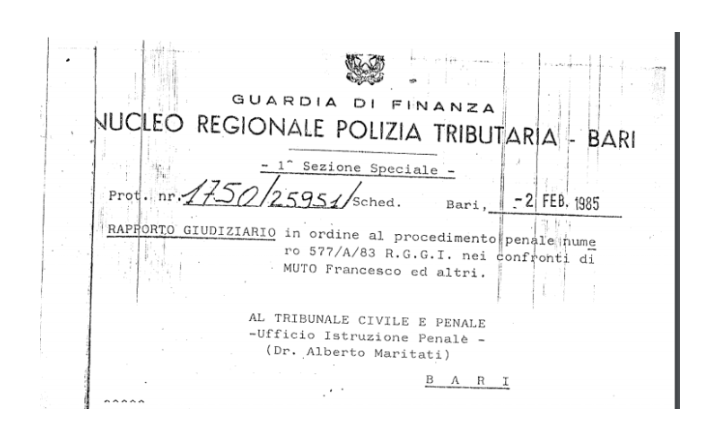 GUARDIA DI FINANZA
NUCLEO REGIONALE POLIZIA TRIBUTARIA - BARI
- 1^ Sezione Speciale -
Prot. nr. 1750/25951/Sched. Bari, -2 FEB. 1985
RAPPORTO GIUDIZIARIO in ordine al procedimento penale nume
ro 577/A/83 R.G.G.I. nei confronti di
MUTO Francesco ed altri.
AL TRIBUNALE CIVILE E PENALE
-Ufficio Istruzione Penale -
(Dr. Alberto Maritati)
B A R I
^^^^^